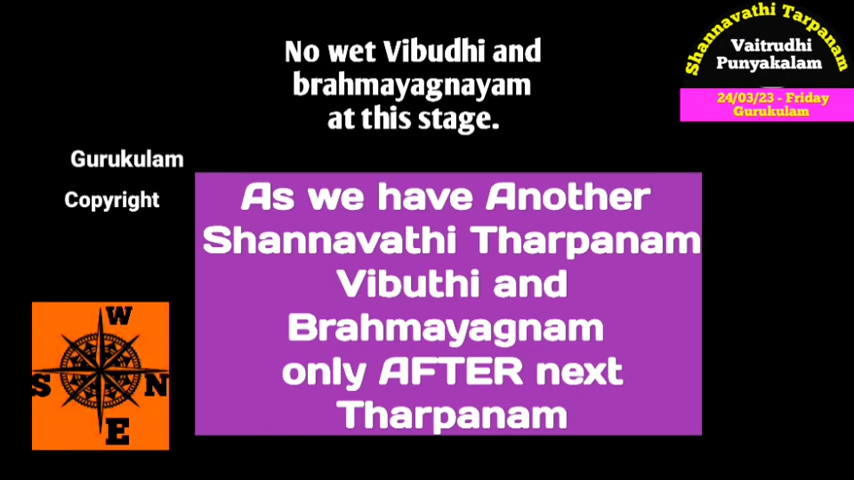 No wet Vibudhi and
brahmayagnayam
at this stage.
Shannavathi Tarpanam
Vaitrudhi
Punyakalam
24/03/23 - Friday
Gurukulam
Gurukulam
Copyright
As we have Another
Shannavathi Tharpanam
Vibuthi and
Brahmayagnam
only AFTER next
Tharpanam
W
S N
E